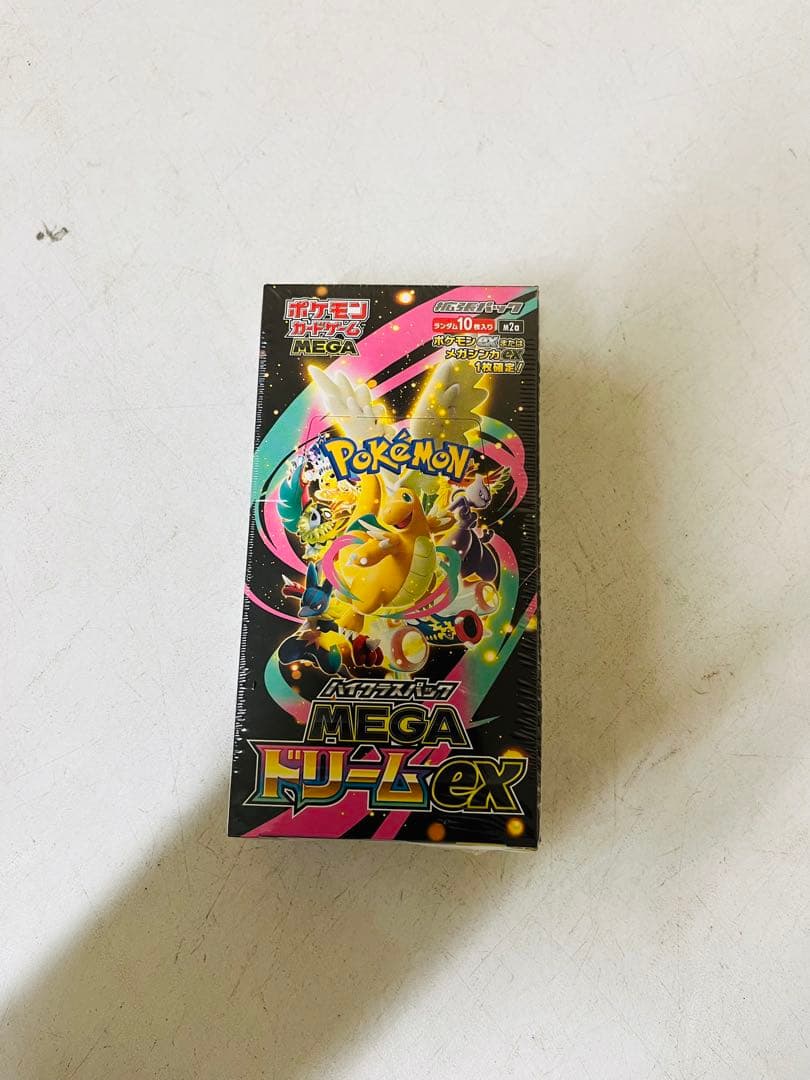 ポケモン
カードゲーム
MEGA
拡張パック
ランダム10枚入り
M2a
ポケモンexまたは
メガシンカex
1枚確定!
POKÉMON
ハイクラスパック
MEGA
ドリームex